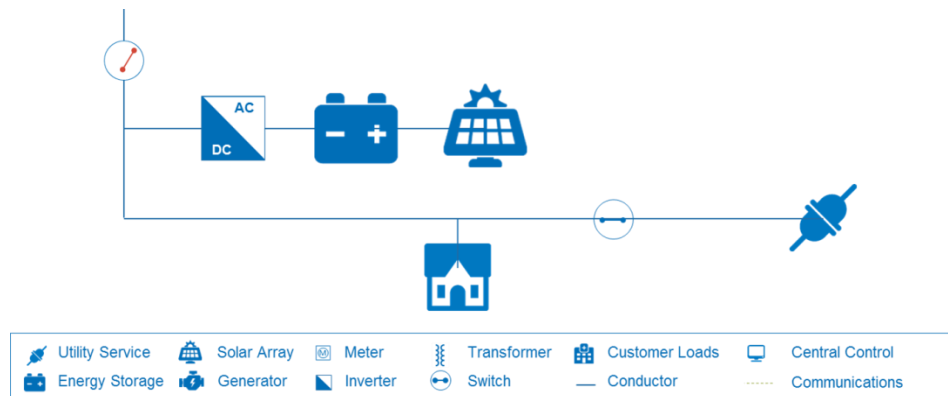 AC
DC
Utility Service Solar Array M Meter Transformer Customer Loads Central Control
Energy Storage Generator Inverter Switch Conductor Communications